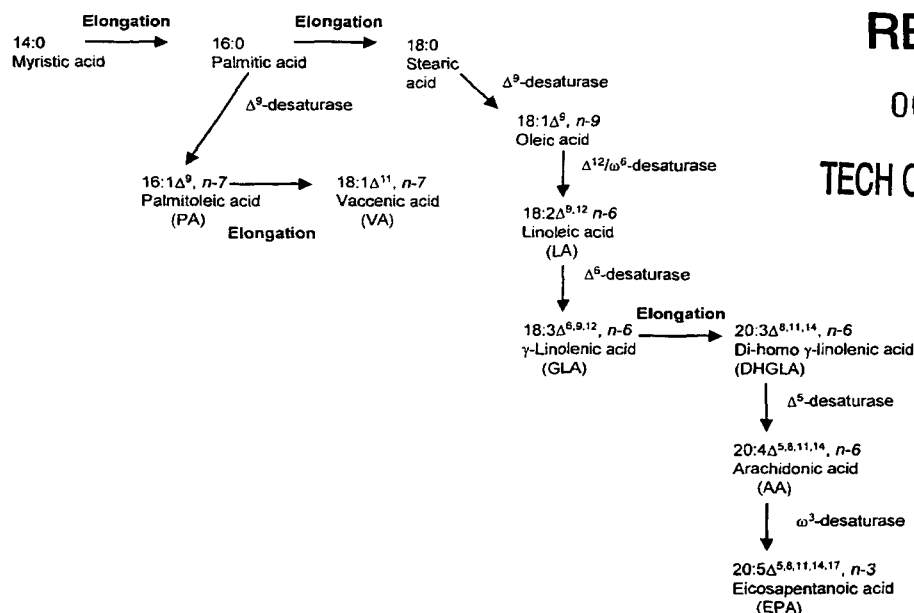 Elongation
Elongation
14:0
Myristic acid
16:0
Palmitic acid
18:0
Stearic
acid
Δ⁹-desaturase
Δ⁹-desaturase
18:1Δ⁹, n-9
Oleic acid
Δ¹²/ω⁶-desaturase
16:1Δ⁹, n-7
Palmitoleic acid
(PA)
18:1Δ¹¹, n-7
Vaccenic acid
(VA)
Elongation
18:2Δ⁹,¹² n-6
Linoleic acid
(LA)
Δ⁶-desaturase
18:3Δ⁶,⁹,¹², n-6
γ-Linolenic acid
(GLA)
Elongation
20:3Δ⁸,¹¹,¹⁴, n-6
Di-homo γ-linolenic acid
(DHGLA)
Δ⁵-desaturase
20:4Δ⁵,⁸,¹¹,¹⁴, n-6
Arachidonic acid
(AA)
ω³-desaturase
20:5Δ⁵,⁸,¹¹,¹⁴,¹⁷, n-3
Eicosapentanoic acid
(EPA)
TECH